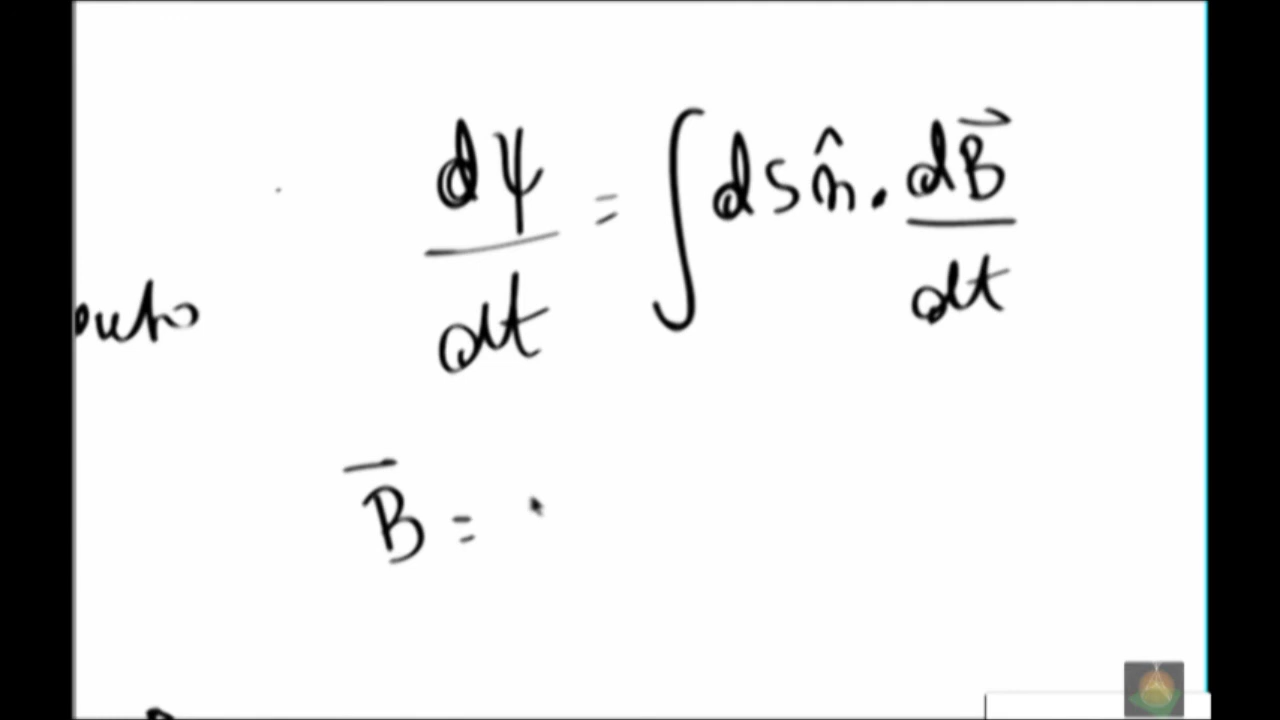 dψ/dt = ∫ ds n̂ · dB⃗/dt
B̅ =